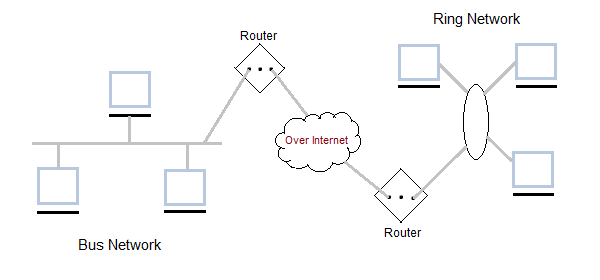 Ring Network
Router
Over Internet
Router
Bus Network